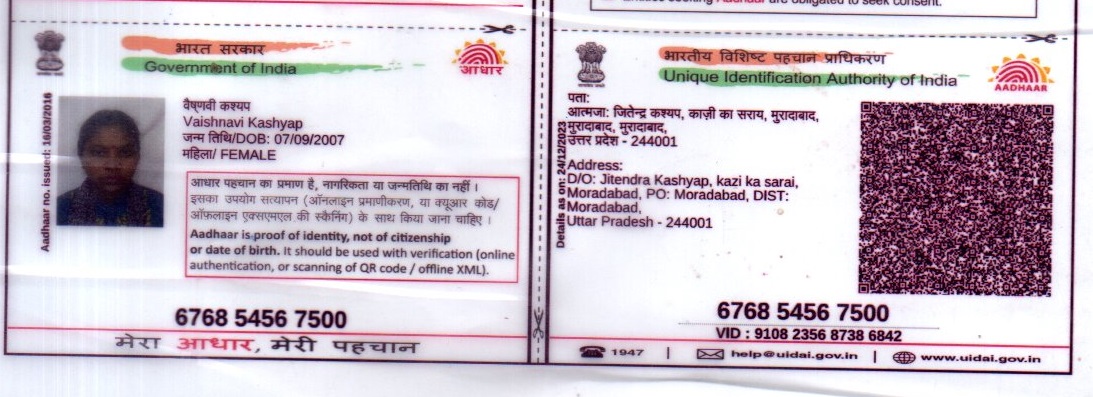 Entities seeking Aadhaar are obligated to seek consent.
भारत सरकार
Government of India
आधार
Aadhaar no. issued: 16/03/2016
वैष्णवी कश्यप
Vaishnavi Kashyap
जन्म तिथि/DOB: 07/09/2007
महिला/ FEMALE
आधार पहचान का प्रमाण है, नागरिकता या जन्मतिथि का नहीं ।
इसका उपयोग सत्यापन (ऑनलाइन प्रमाणीकरण, या क्यूआर कोड/
ऑफ़लाइन एक्सएमएल की स्कैनिंग) के साथ किया जाना चाहिए ।
Aadhaar is proof of identity, not of citizenship
or date of birth. It should be used with verification (online
authentication, or scanning of QR code / offline XML).
6768 5456 7500
मेरा आधार, मेरी पहचान
भारतीय विशिष्ट पहचान प्राधिकरण
Unique Identification Authority of India
AADHAAR
Details as on: 24/12/2023
पता:
आत्मजा: जितेन्द्र कश्यप, काज़ी का सराय, मुरादाबाद,
मुरादाबाद, मुरादाबाद,
उत्तर प्रदेश - 244001
Address:
D/O: Jitendra Kashyap, kazi ka sarai,
Moradabad, PO: Moradabad, DIST:
Moradabad,
Uttar Pradesh - 244001
6768 5456 7500
VID : 9108 2356 8738 6842
1947 | help@uidai.gov.in | www.uidai.gov.in